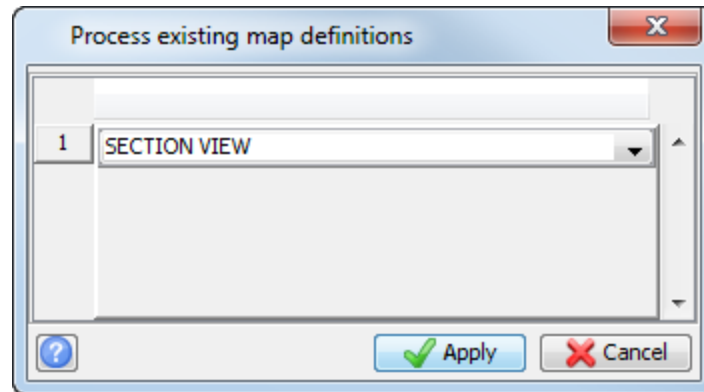 Process existing map definitions
1 SECTION VIEW
? Apply Cancel